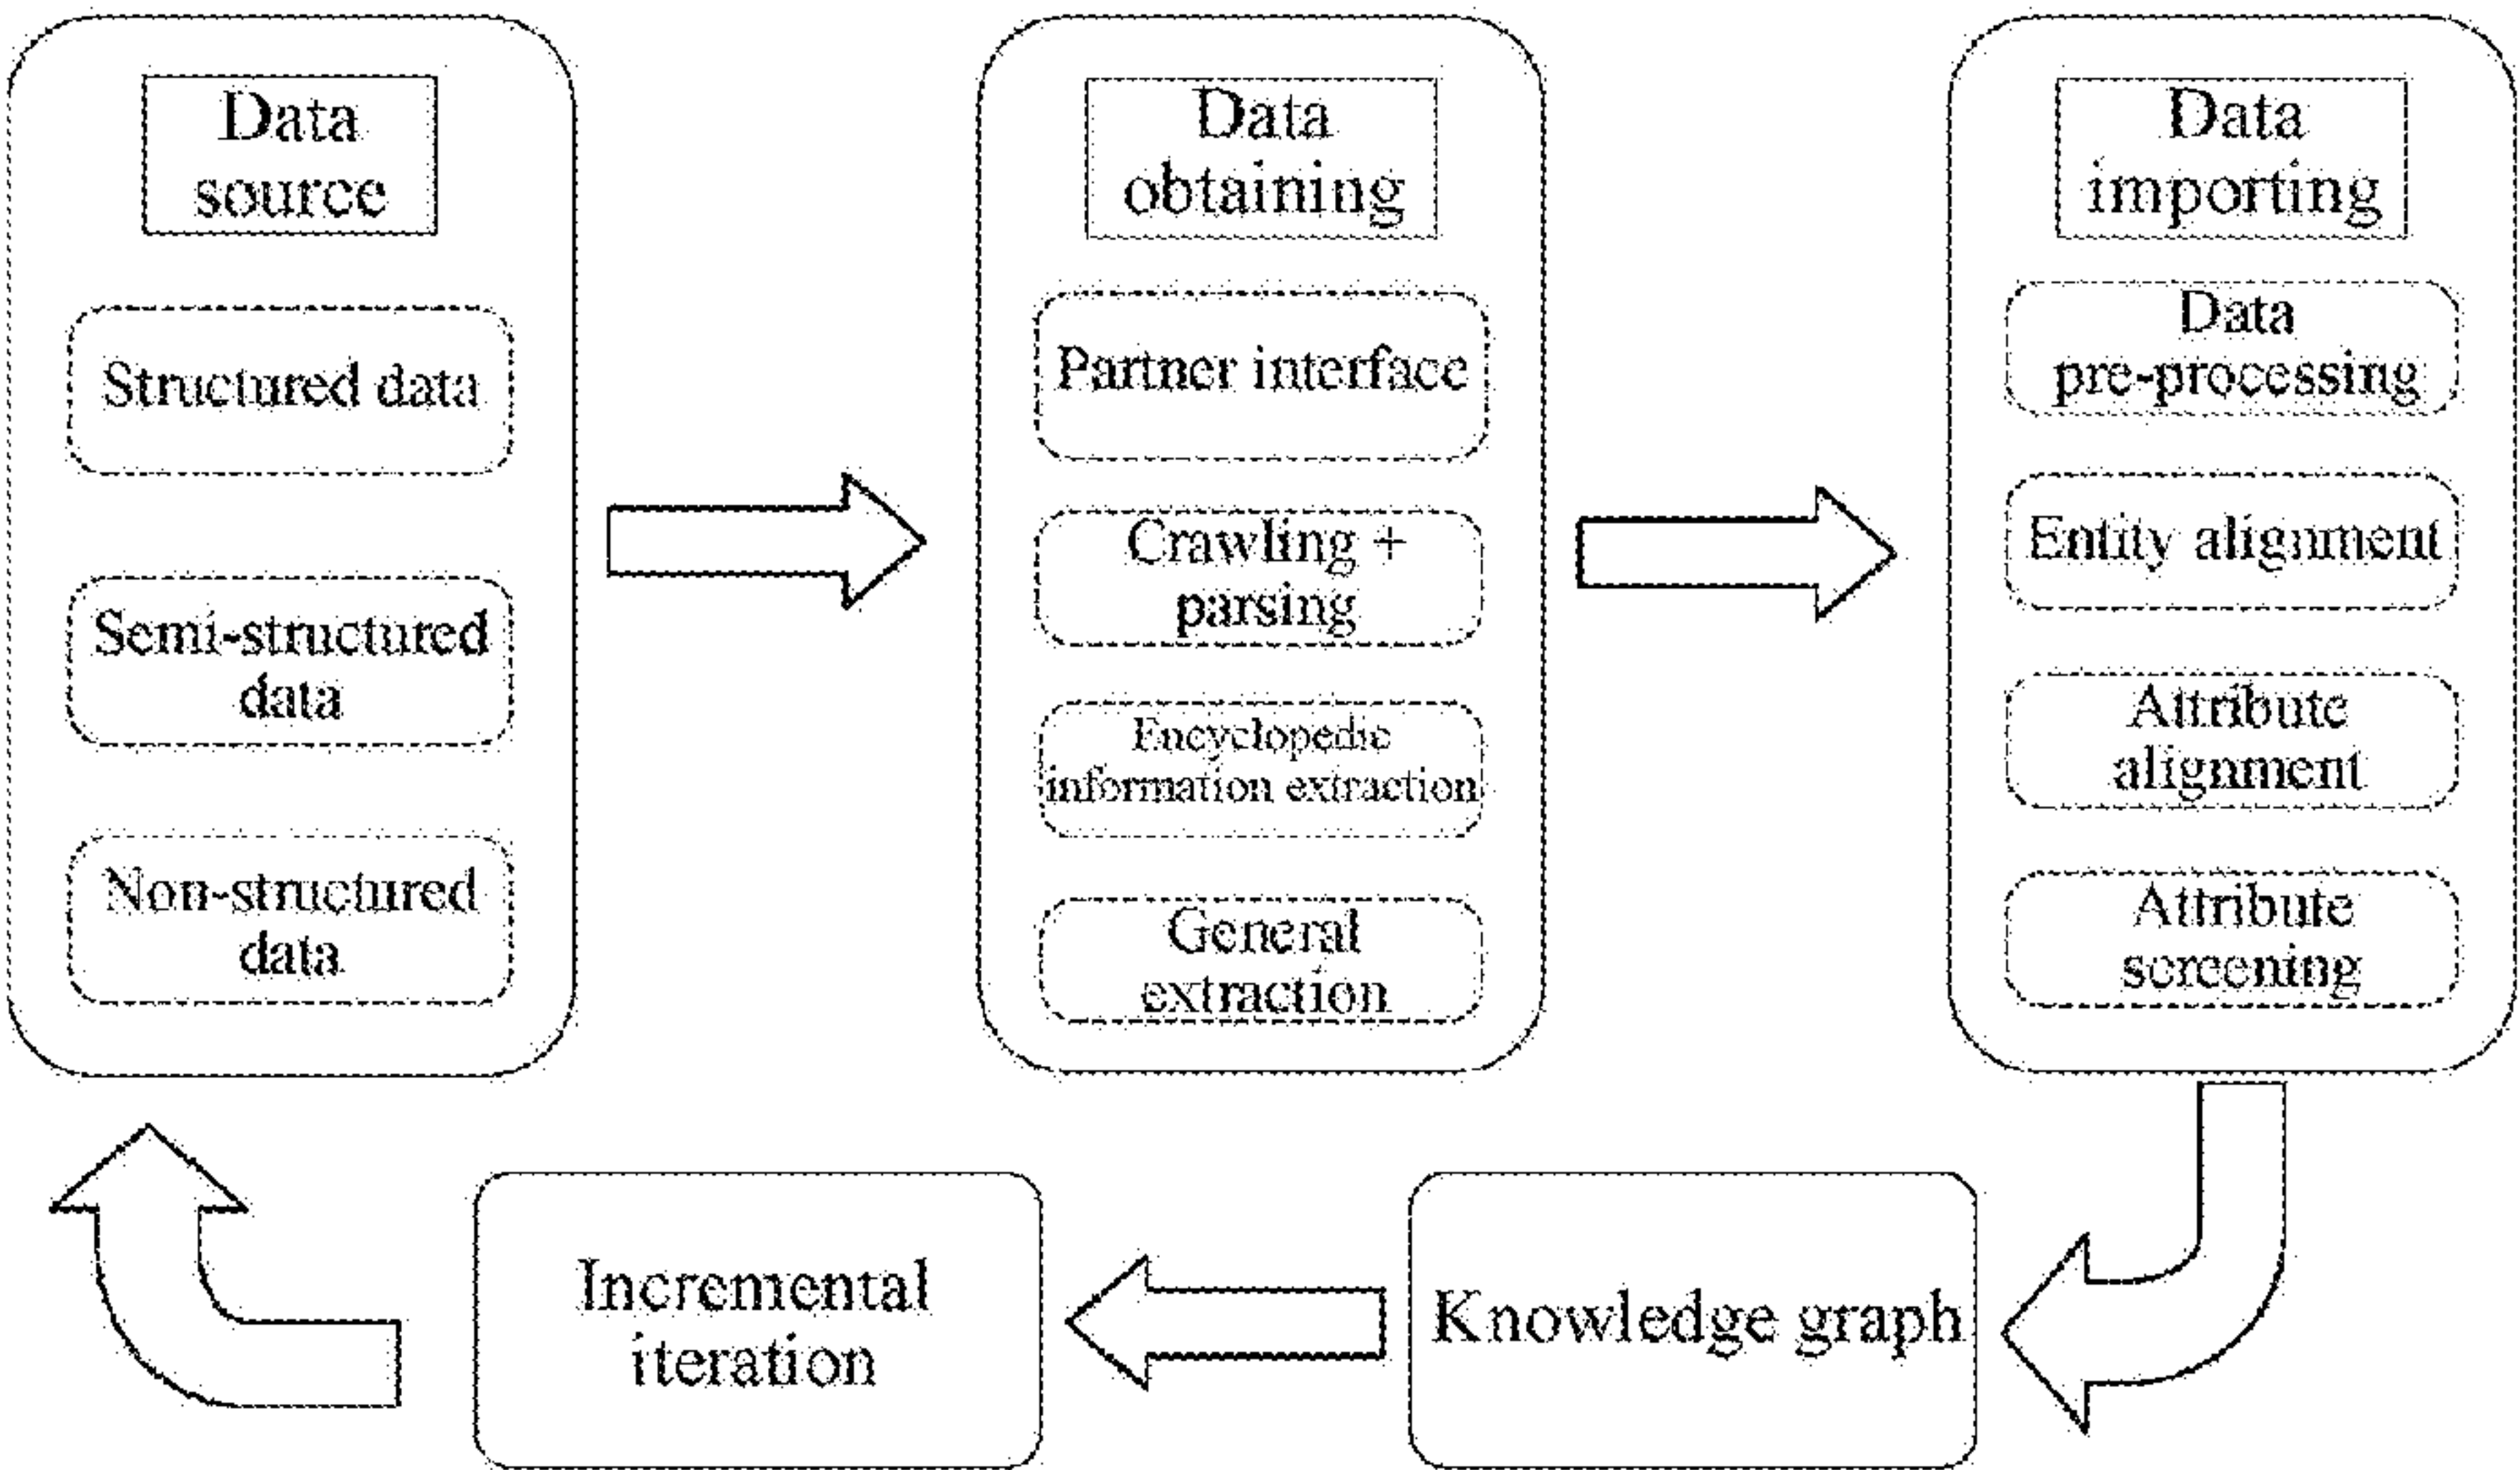 Data
source
Structured data
Semi-structured
data
Non-structured
data
Data
obtaining
Partner interface
Crawling +
parsing
Encyclopedic
information extraction
General
extraction
Data
importing
Data
pre-processing
Entity alignment
Attribute
alignment
Attribute
screening
Knowledge graph
Incremental
iteration